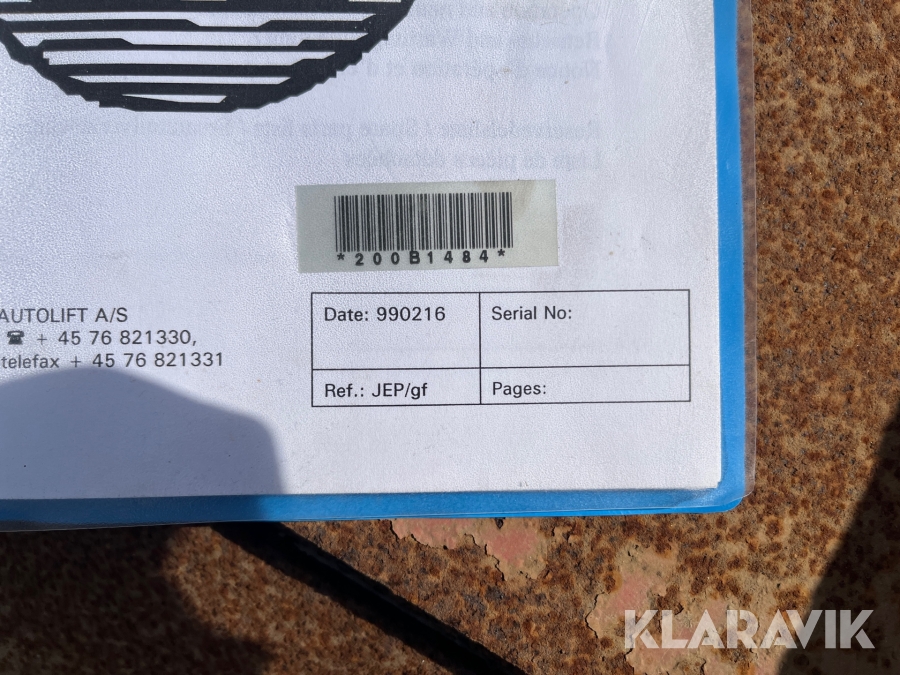 *200B1484*
AUTOLIFT A/S
☎ + 45 76 821330,
telefax + 45 76 821331
Date: 990216
Serial No:
Ref.: JEP/gf
Pages:
KLARAVIK